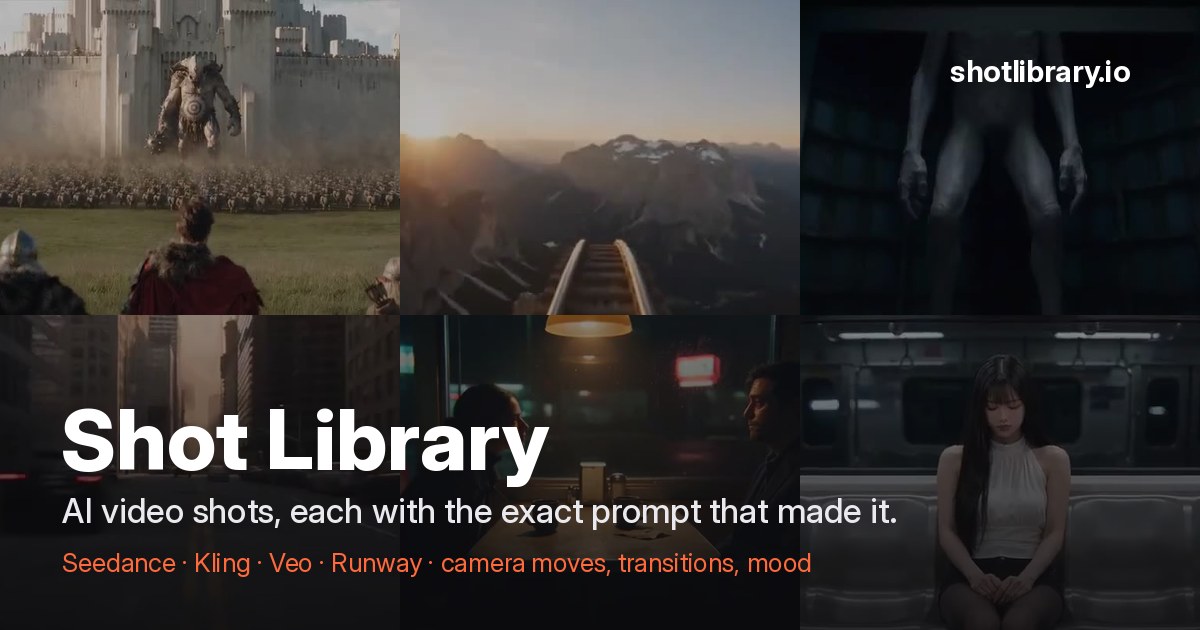 shotlibrary.io
Shot Library
AI video shots, each with the exact prompt that made it.
Seedance · Kling · Veo · Runway · camera moves, transitions, mood